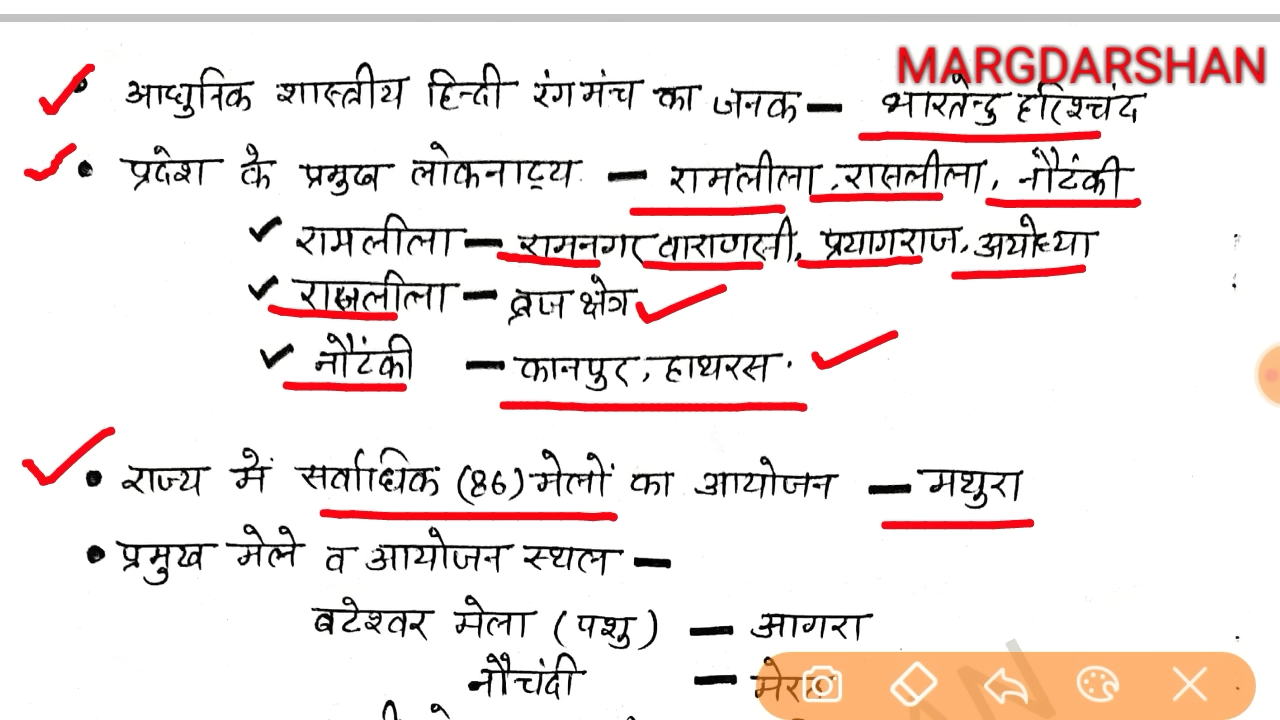 MARGDARSHAN
आधुनिक शास्त्रीय हिन्दी रंगमंच का जनक — भारतेन्दु हरिश्चंद
प्रदेश के प्रमुख लोकनाट्य — रामलीला, रासलीला, नौटंकी
रामलीला — रामनगर वाराणसी, प्रयागराज, अयोध्या
रासलीला — ब्रज क्षेत्र
नौटंकी — कानपुर, हाथरस.
राज्य में सर्वाधिक (86) मेलों का आयोजन — मथुरा
प्रमुख मेले व आयोजन स्थल —
बटेश्वर मेला (पशु) — आगरा
नौचंदी —